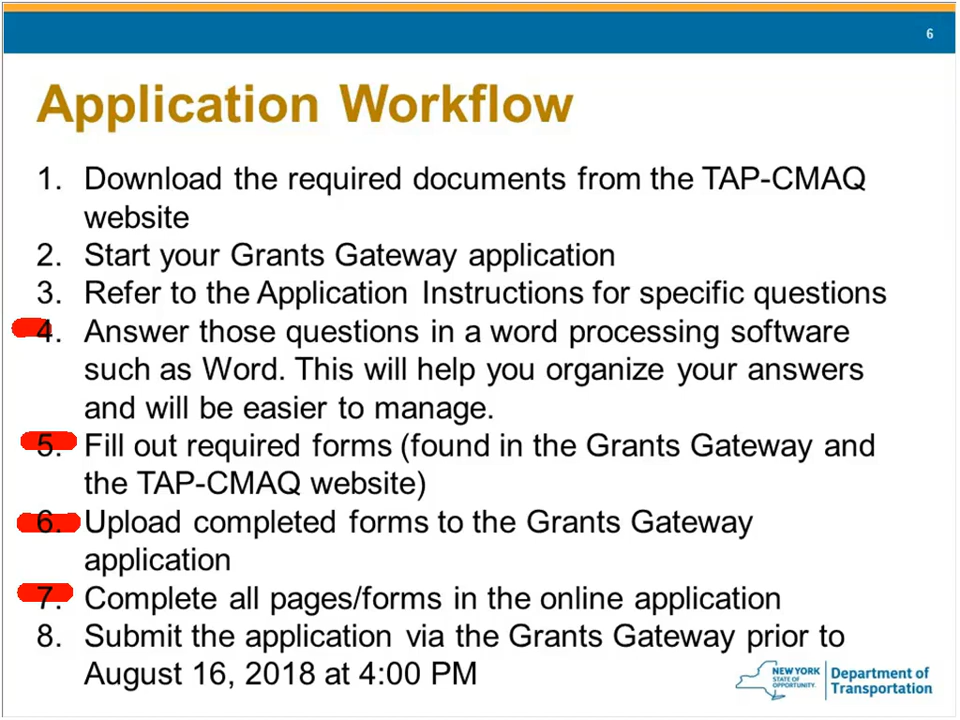 6
Application Workflow
1. Download the required documents from the TAP-CMAQ
website
2. Start your Grants Gateway application
3. Refer to the Application Instructions for specific questions
4. Answer those questions in a word processing software
such as Word. This will help you organize your answers
and will be easier to manage.
5. Fill out required forms (found in the Grants Gateway and
the TAP-CMAQ website)
6. Upload completed forms to the Grants Gateway
application
7. Complete all pages/forms in the online application
8. Submit the application via the Grants Gateway prior to
August 16, 2018 at 4:00 PM
NEW YORK
STATE OF
OPPORTUNITY.
Department of
Transportation